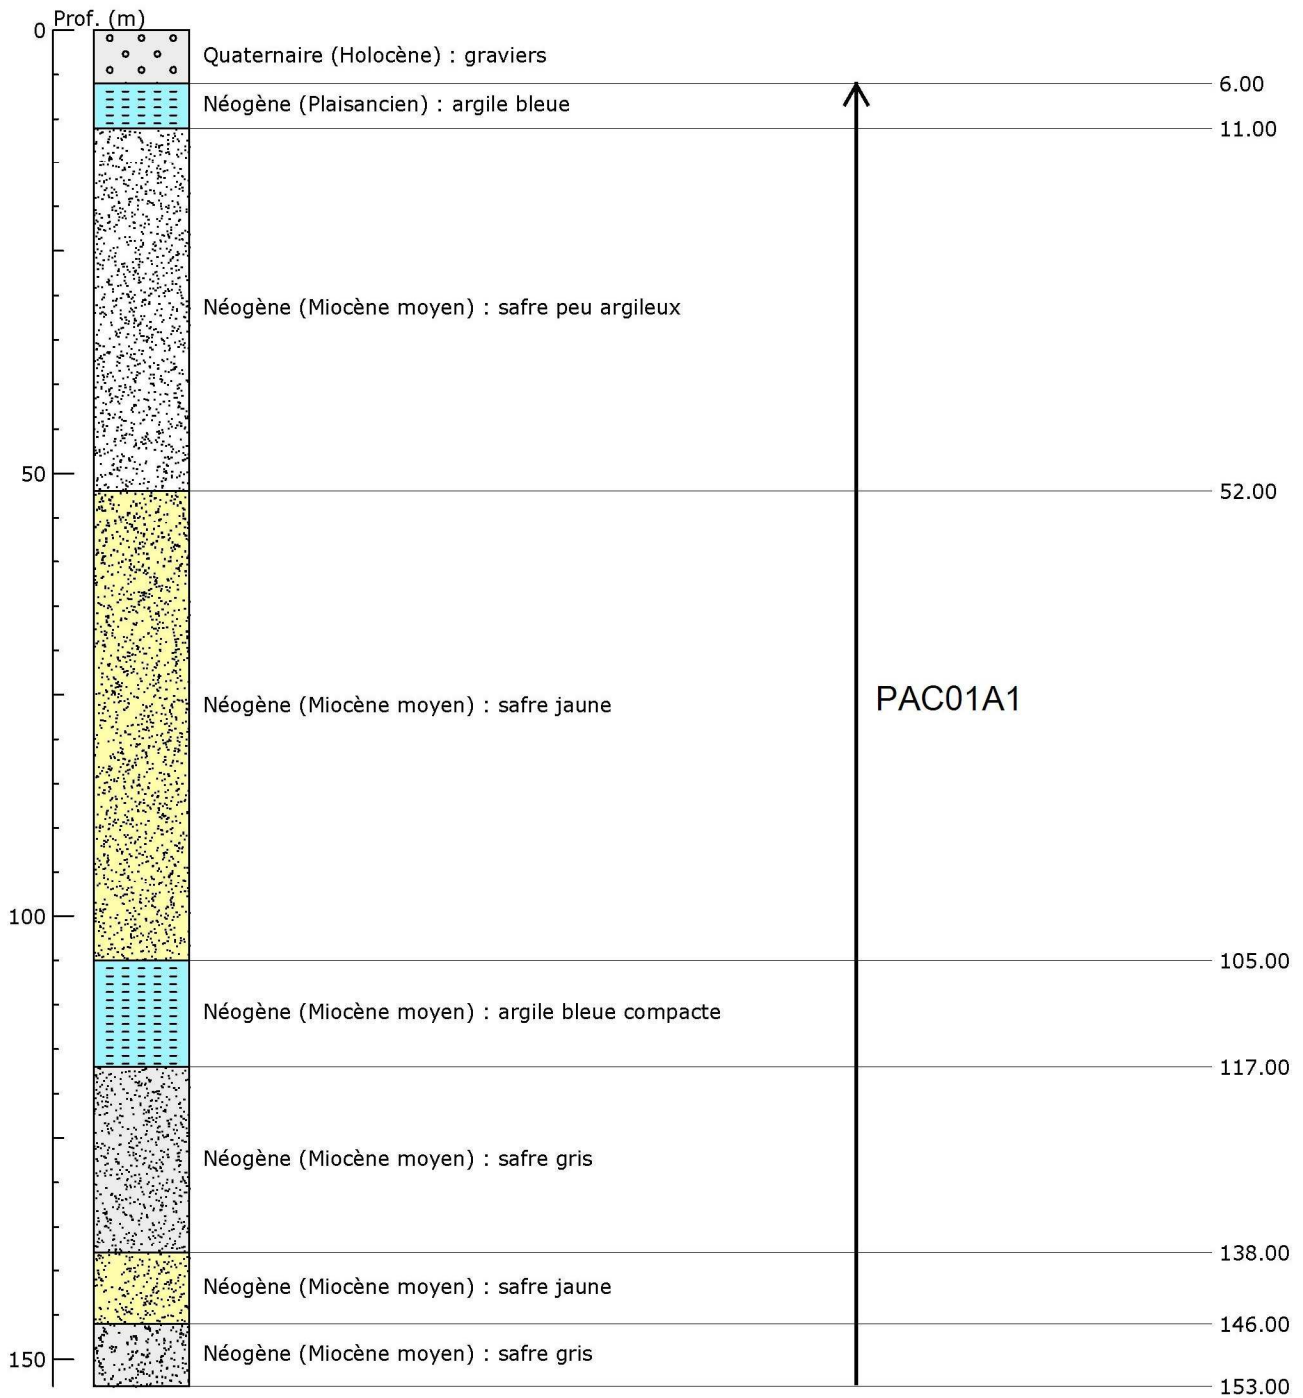 Prof. (m)
0
Quaternaire (Holocène) : graviers
6.00
Néogène (Plaisancien) : argile bleue
11.00
Néogène (Miocène moyen) : safre peu argileux
50
52.00
Néogène (Miocène moyen) : safre jaune
PAC01A1
100
105.00
Néogène (Miocène moyen) : argile bleue compacte
117.00
Néogène (Miocène moyen) : safre gris
138.00
Néogène (Miocène moyen) : safre jaune
146.00
Néogène (Miocène moyen) : safre gris
150
153.00